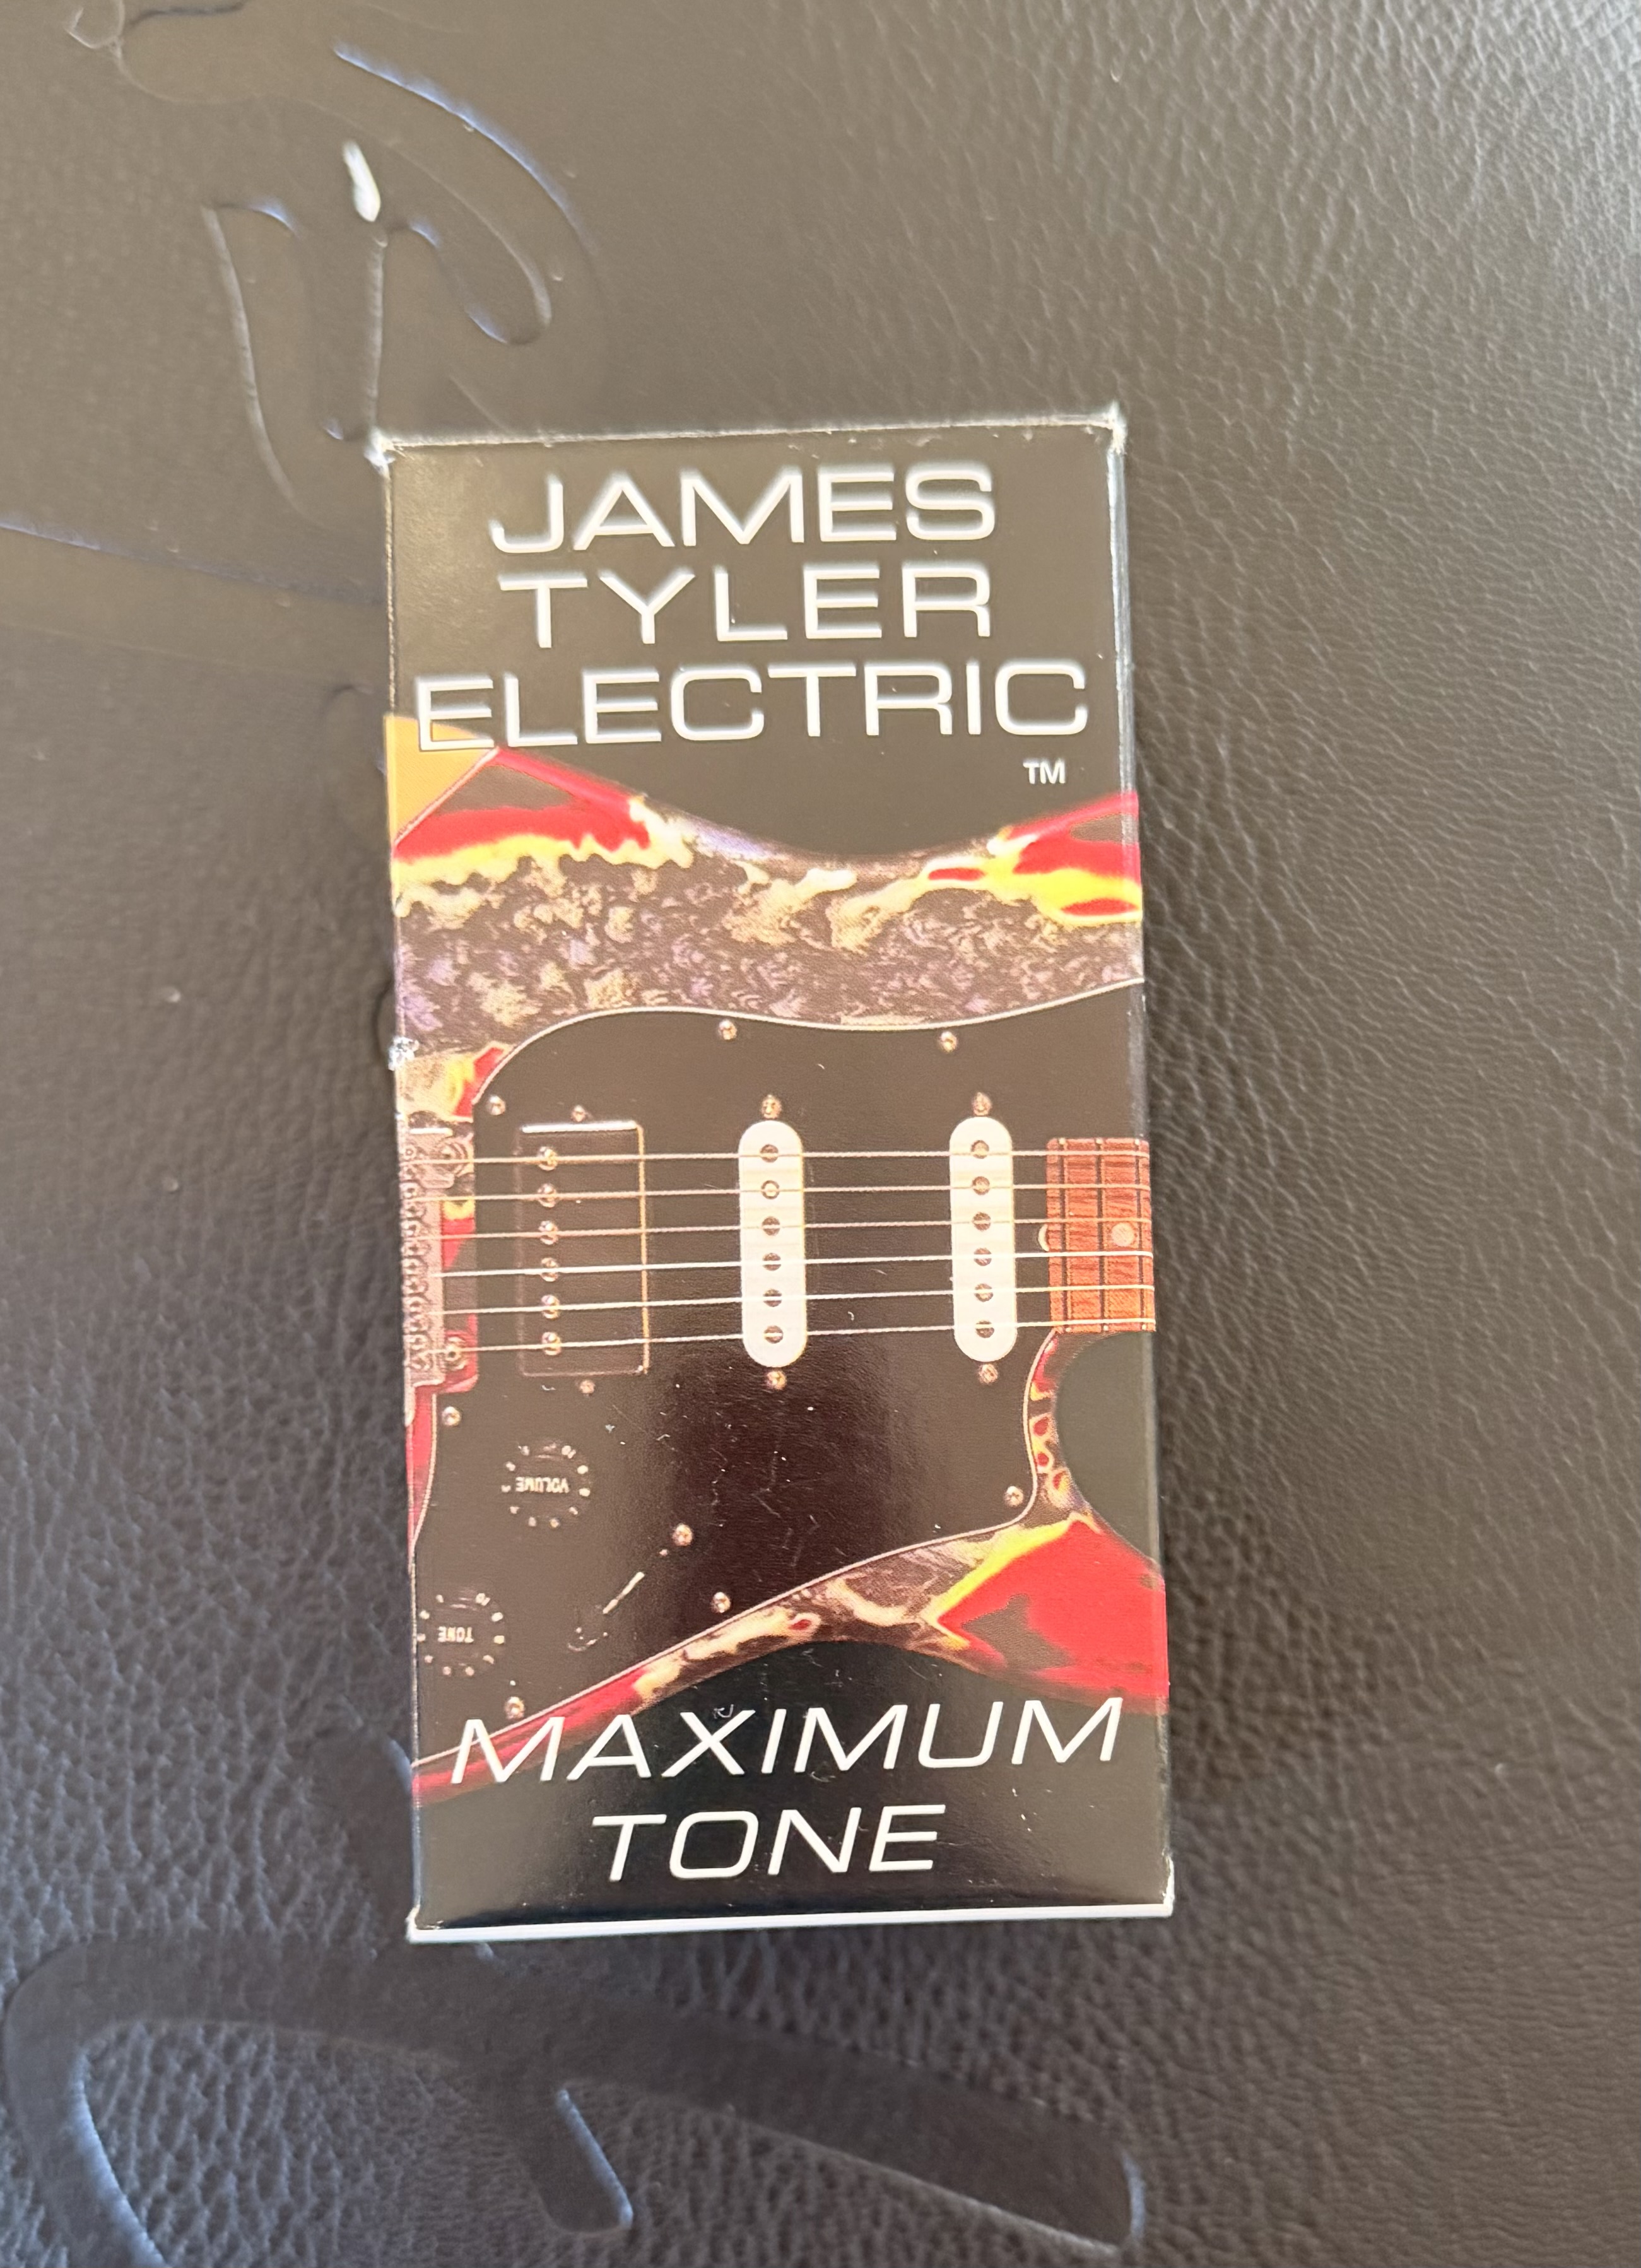 JAMES
TYLER
ELECTRIC
TM
VOLUME
TONE
MAXIMUM
TONE